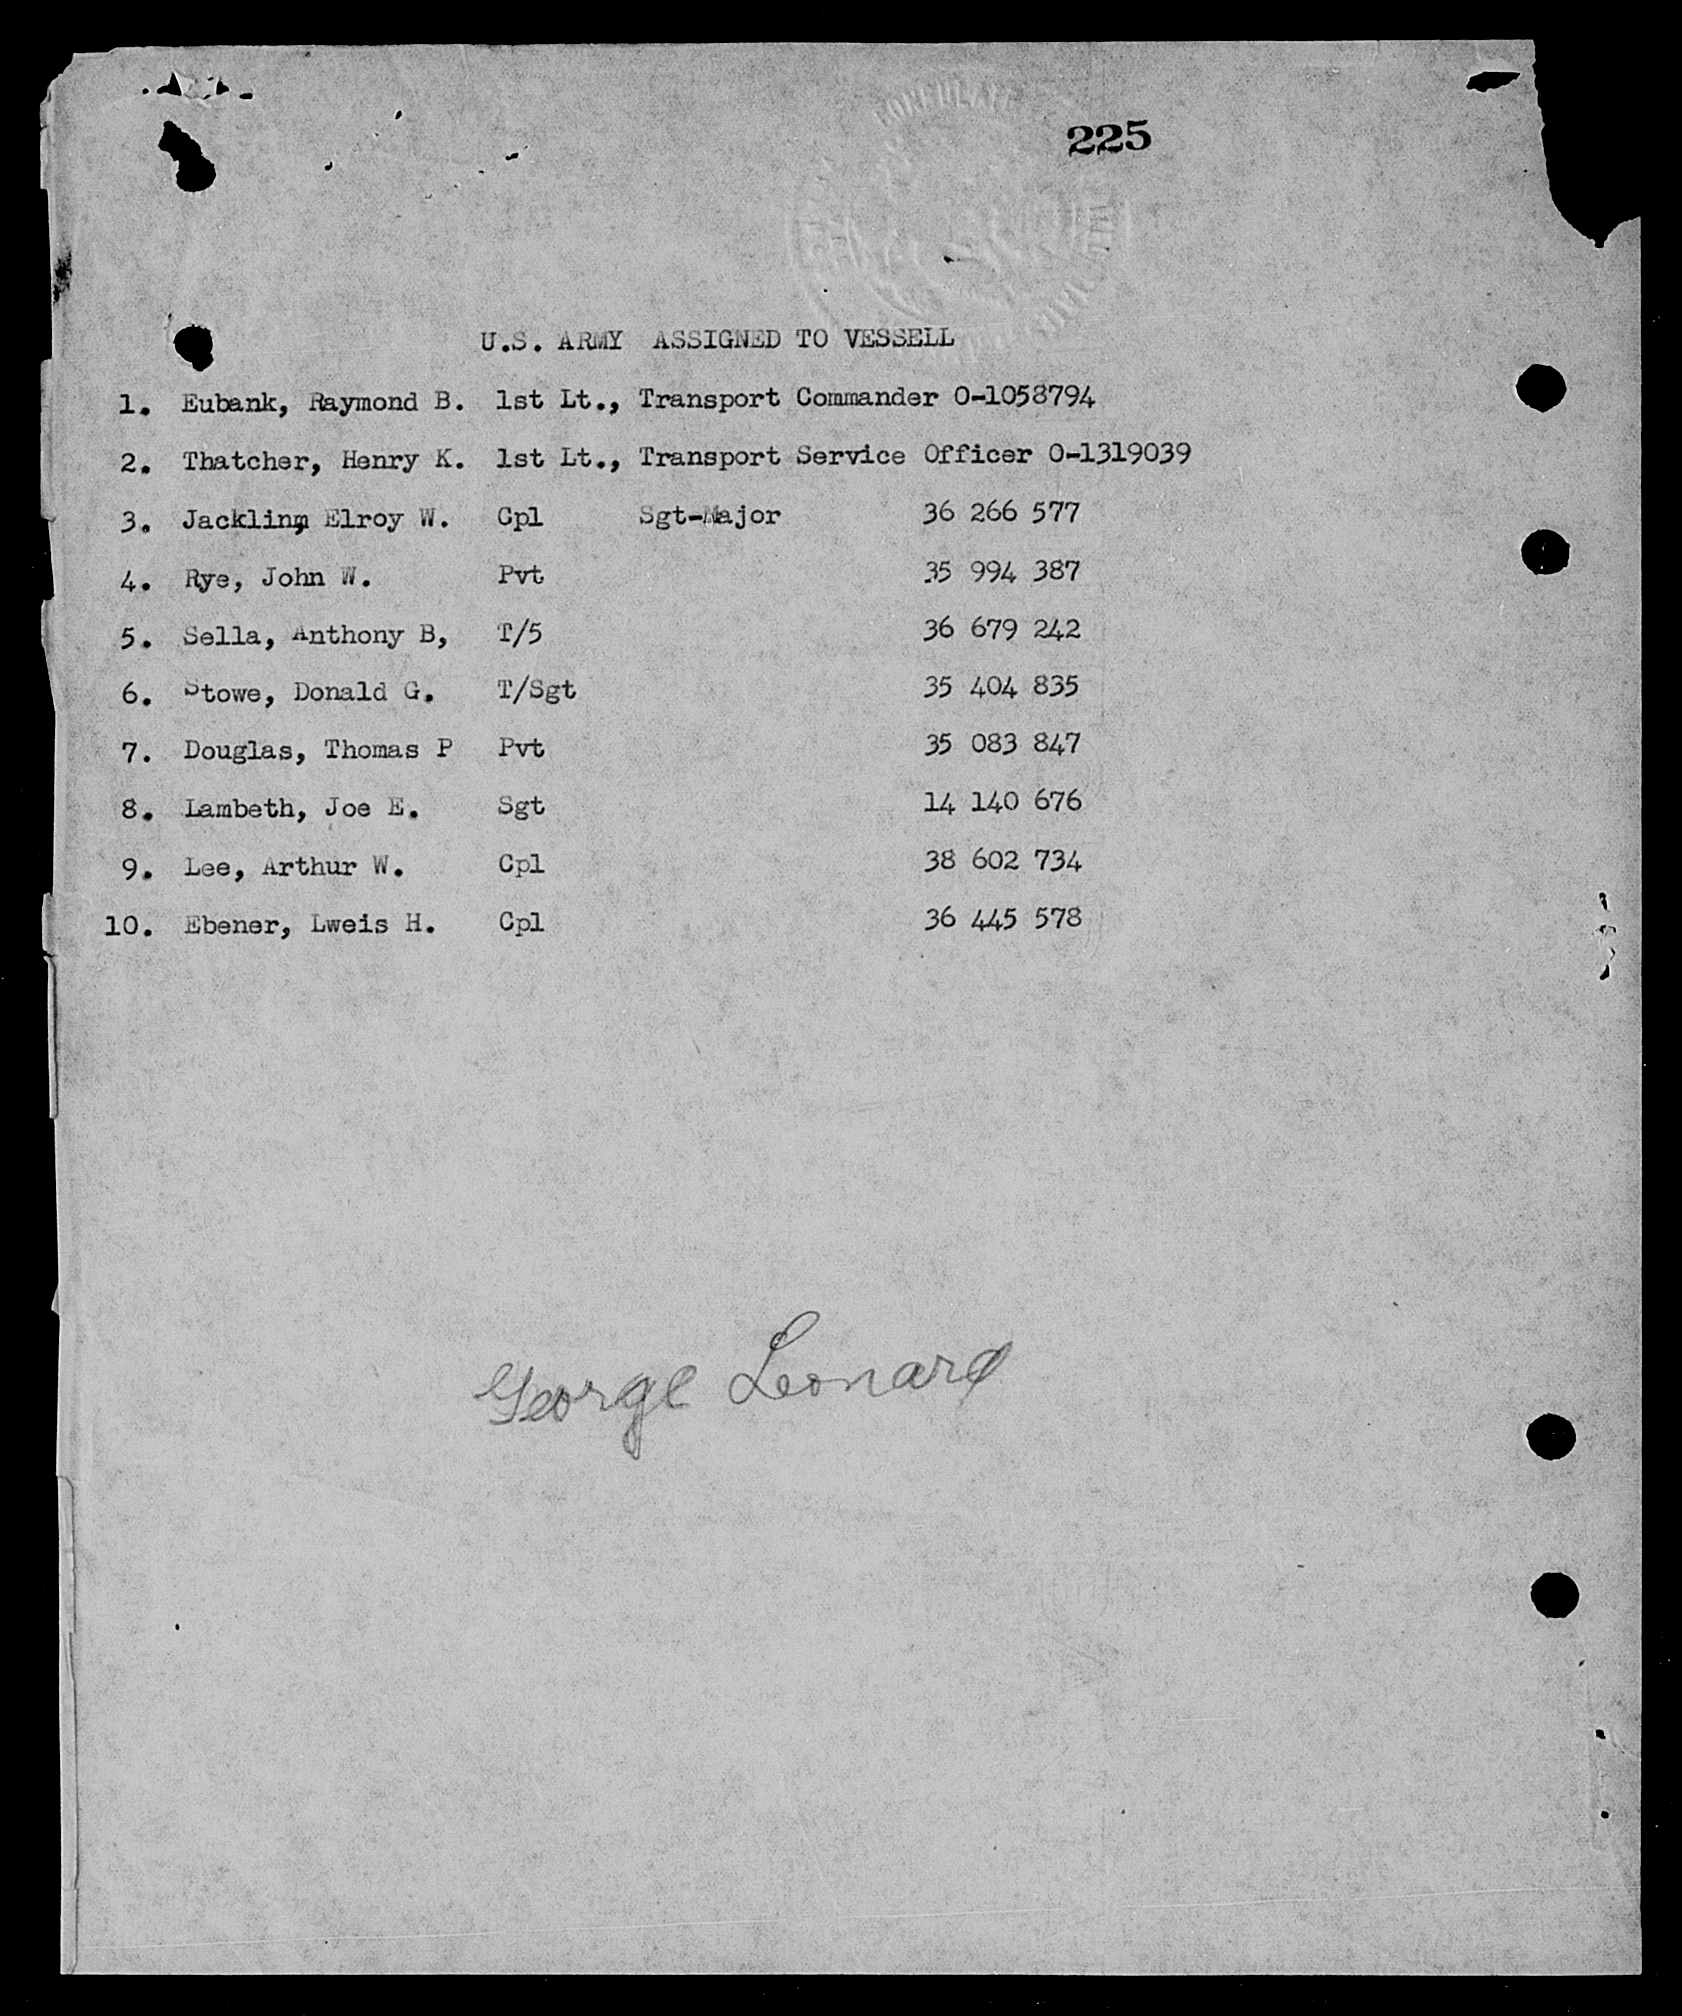 225
U.S. ARMY ASSIGNED TO VESSELL
1. Eubank, Raymond B. 1st Lt., Transport Commander O-1058794
2. Thatcher, Henry K. 1st Lt., Transport Service Officer O-1319039
3. Jackling, Elroy W. Cpl Sgt-Major 36 266 577
4. Rye, John W. Pvt 35 994 387
5. Sella, Anthony B, T/5 36 679 242
6. Stowe, Donald G. T/Sgt 35 404 835
7. Douglas, Thomas P Pvt 35 083 847
8. Lambeth, Joe E. Sgt 14 140 676
9. Lee, Arthur W. Cpl 38 602 734
10. Ebener, Lweis H. Cpl 36 445 578
George Leonard